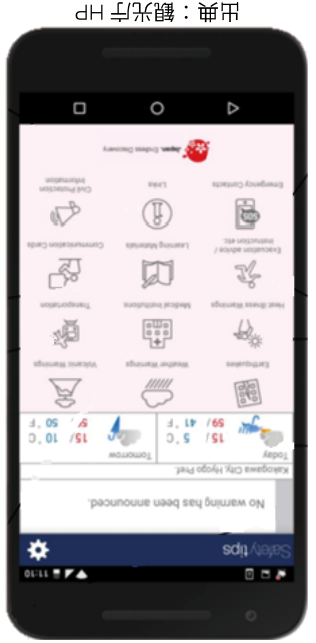 11:10
Safety tips
No warning has been announced.
Kakogawa City, Hyogo Pref.
Today Tomorrow
15 / 5 °C 15 / 10 °C
59 / 41 °F / 50 °F
Earthquakes Weather Warnings Volcanic Warnings
Heat Illness Warnings Medical Institutions Transportation
Evacuation advice / Instruction etc. Learning Materials Communication Cards
SOS
Emergency Contacts Links Civil Protection Information
Japan. Endless Discovery.
出典：観光庁 HP